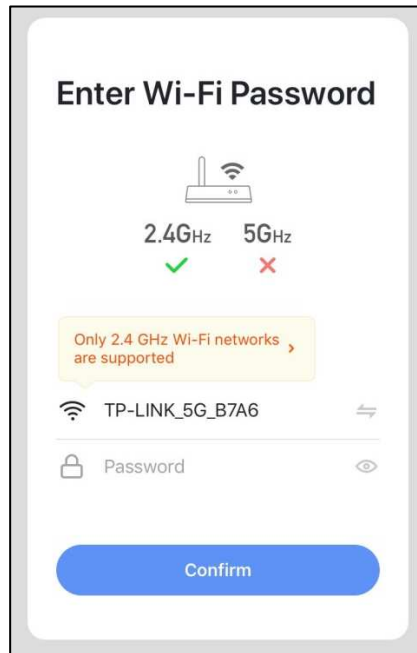 Enter Wi-Fi Password
2.4GHz 5GHz
Only 2.4 GHz Wi-Fi networks
are supported
TP-LINK_5G_B7A6
Password
Confirm